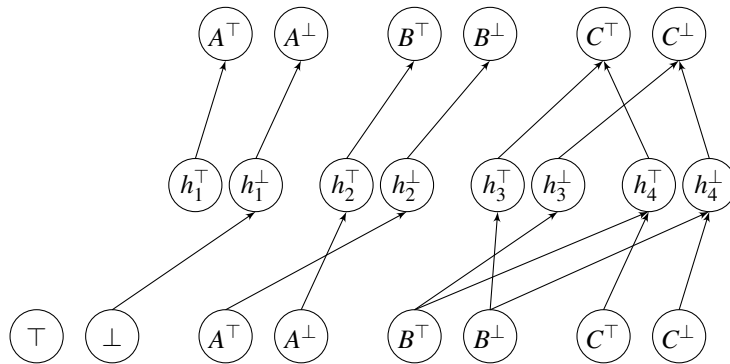 A⊤ A⊥ B⊤ B⊥ C⊤ C⊥
h₁⊤ h₁⊥ h₂⊤ h₂⊥ h₃⊤ h₃⊥ h₄⊤ h₄⊥
⊤ ⊥ A⊤ A⊥ B⊤ B⊥ C⊤ C⊥